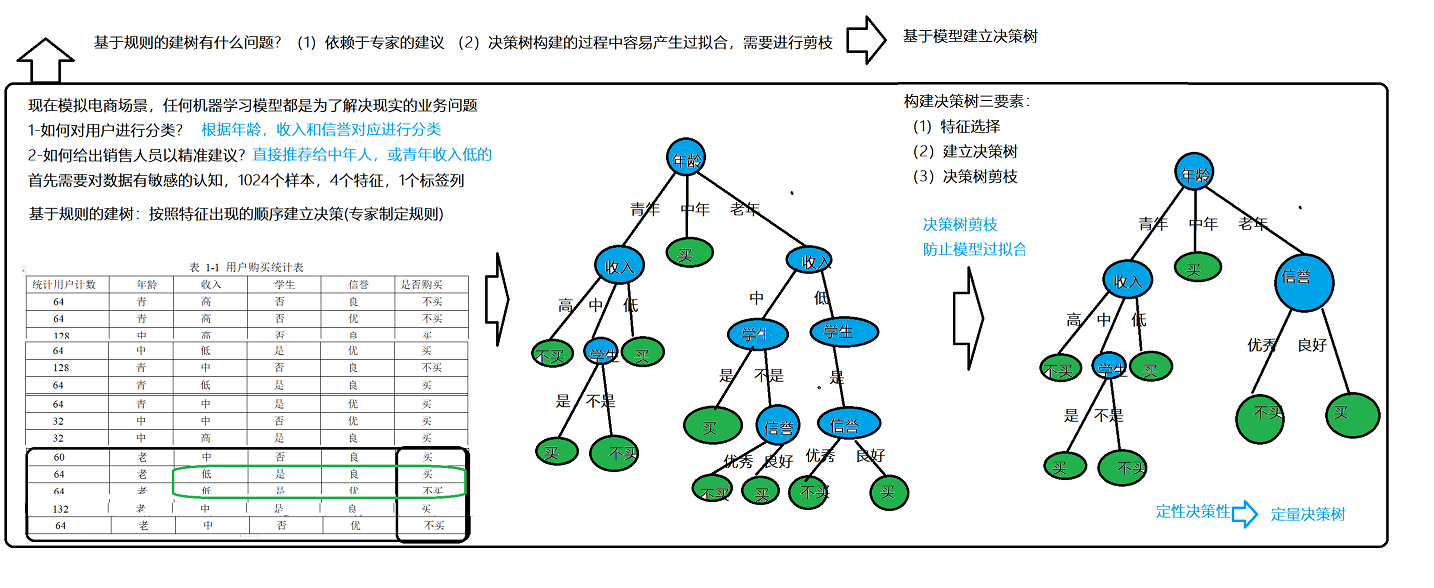 基于规则的建树有什么问题？（1）依赖于专家的建议 （2）决策树构建的过程中容易产生过拟合，需要进行剪枝
基于模型建立决策树
现在模拟电商场景，任何机器学习模型都是为了解决现实的业务问题
1-如何对用户进行分类？ 根据年龄，收入和信誉对应进行分类
2-如何给出销售人员以精准建议？直接推荐给中年人，或青年收入低的
首先需要对数据有敏感的认知，1024个样本，4个特征，1个标签列
基于规则的建树：按照特征出现的顺序建立决策(专家制定规则)
表 1-1 用户购买统计表
统计用户计数 年龄 收入 学生 信誉 是否购买
64 青 高 否 良 不买
64 青 高 否 优 不买
128 中 高 否 良 买
64 中 低 是 优 买
128 青 中 否 良 不买
64 青 低 是 良 买
64 青 中 是 优 买
32 中 中 否 优 买
32 中 高 是 良 买
60 老 中 否 良 买
64 老 低 是 良 买
64 老 低 是 优 不买
132 老 中 是 良 买
64 老 中 否 优 不买
年龄
青年 中年 老年
收入 买 收入
高 中 低 中 低
不买 学生 买 学生 学生
是 不是 是 不是 是
买 不买 买 信誉 信誉
优秀 良好 优秀 良好
不买 买 不买 买
构建决策树三要素：
（1）特征选择
（2）建立决策树
（3）决策树剪枝
决策树剪枝
防止模型过拟合
年龄
青年 中年 老年
收入 买 信誉
高 中 低 优秀 良好
不买 学生 买 不买 买
是 不是
买 不买
定性决策性 定量决策树